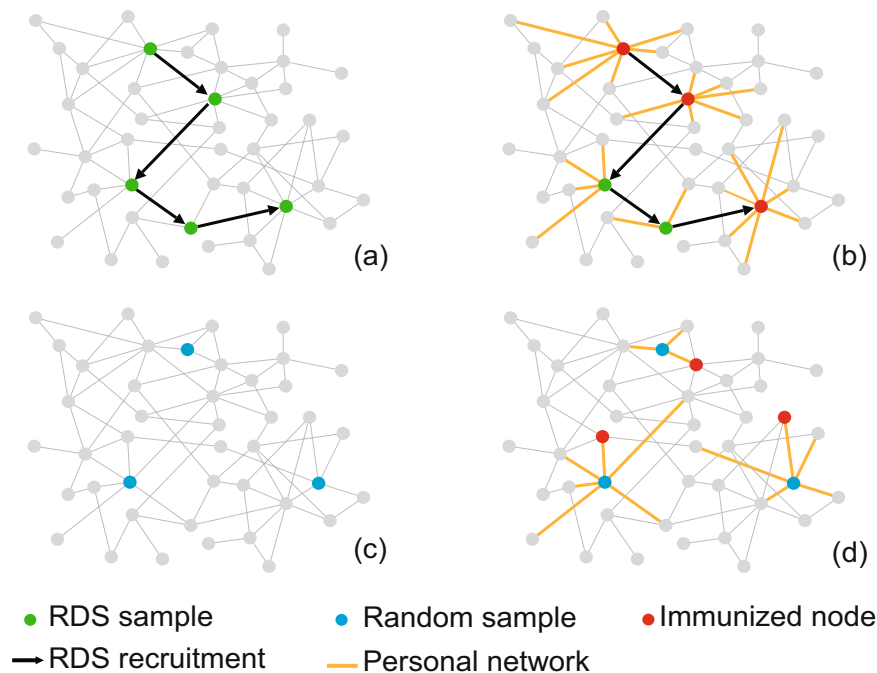 (a)
(b)
(c)
(d)
RDS sample
Random sample
Immunized node
RDS recruitment
Personal network